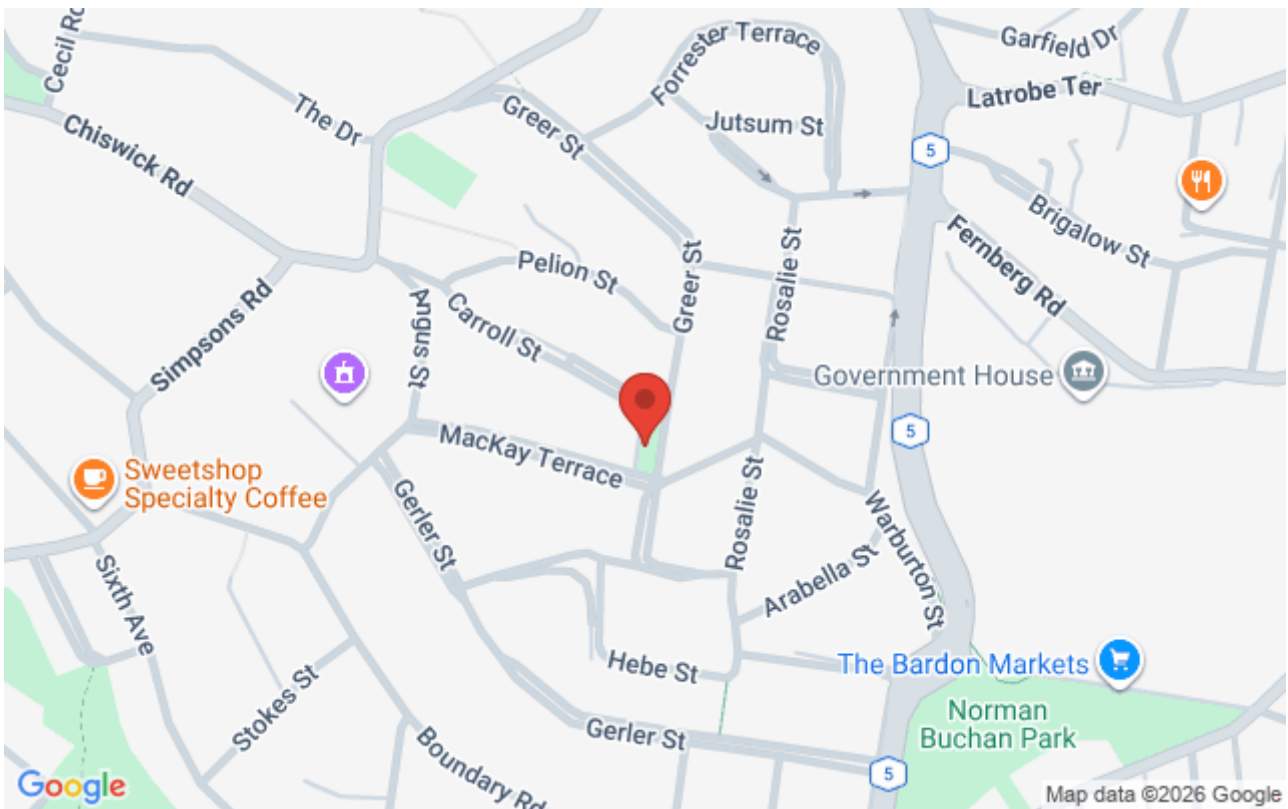 Cecil Ro
Garfield Dr
Forrester Terrace
Latrobe Ter
The Dr
Greer St
Jutsum St
Chiswick Rd
5
Brigalow St
Fernberg Rd
Pelion St
Greer St
Rosalie St
Simpsons Rd
Angus St
Carroll St
Government House
5
MacKay Terrace
Sweetshop
Specialty Coffee
Gerler St
Rosalie St
Warburton St
Sixth Ave
Arabella St
Hebe St
The Bardon Markets
Stokes St
Norman
Buchan Park
Gerler St
Boundary Rd
5
Google
Map data ©2026 Google